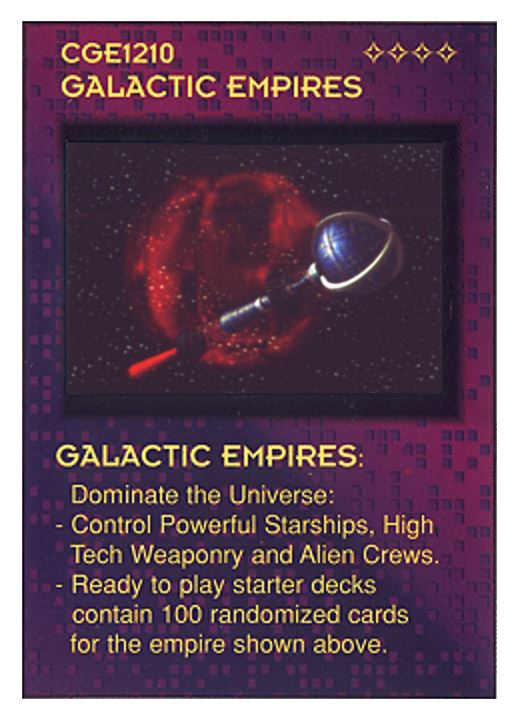 CGE1210
GALACTIC EMPIRES
GALACTIC EMPIRES:
Dominate the Universe:
- Control Powerful Starships, High
Tech Weaponry and Alien Crews.
- Ready to play starter decks
contain 100 randomized cards
for the empire shown above.